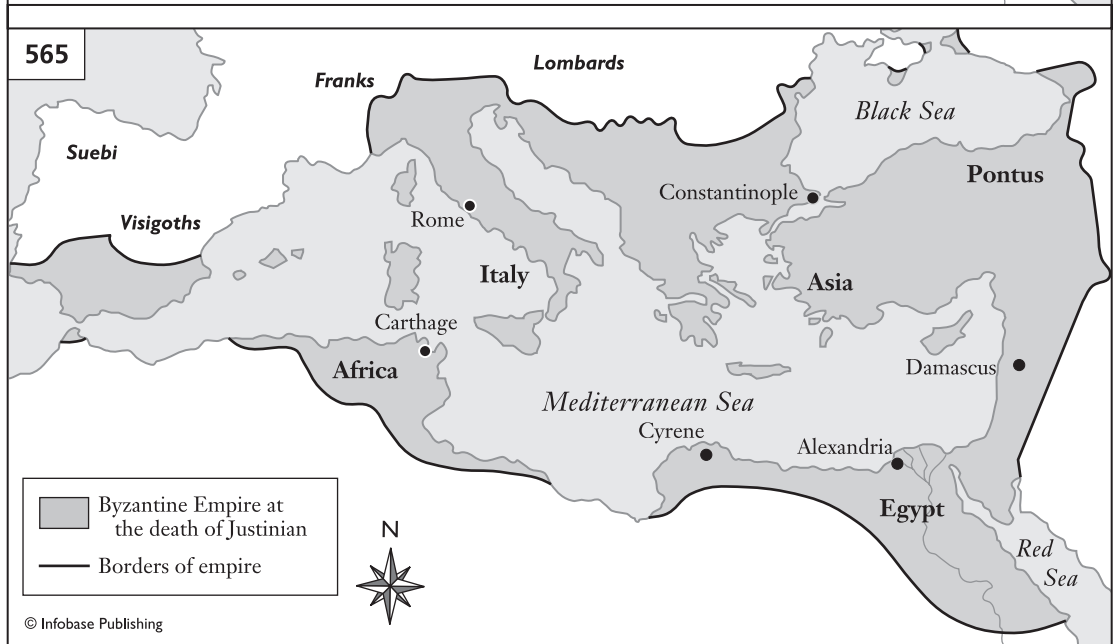 565
Franks
Lombards
Black Sea
Suebi
Pontus
Constantinople
Visigoths
Rome
Italy
Asia
Carthage
Africa
Damascus
Mediterranean Sea
Cyrene
Alexandria
Egypt
Byzantine Empire at
the death of Justinian
Borders of empire
N
Red
Sea
© Infobase Publishing